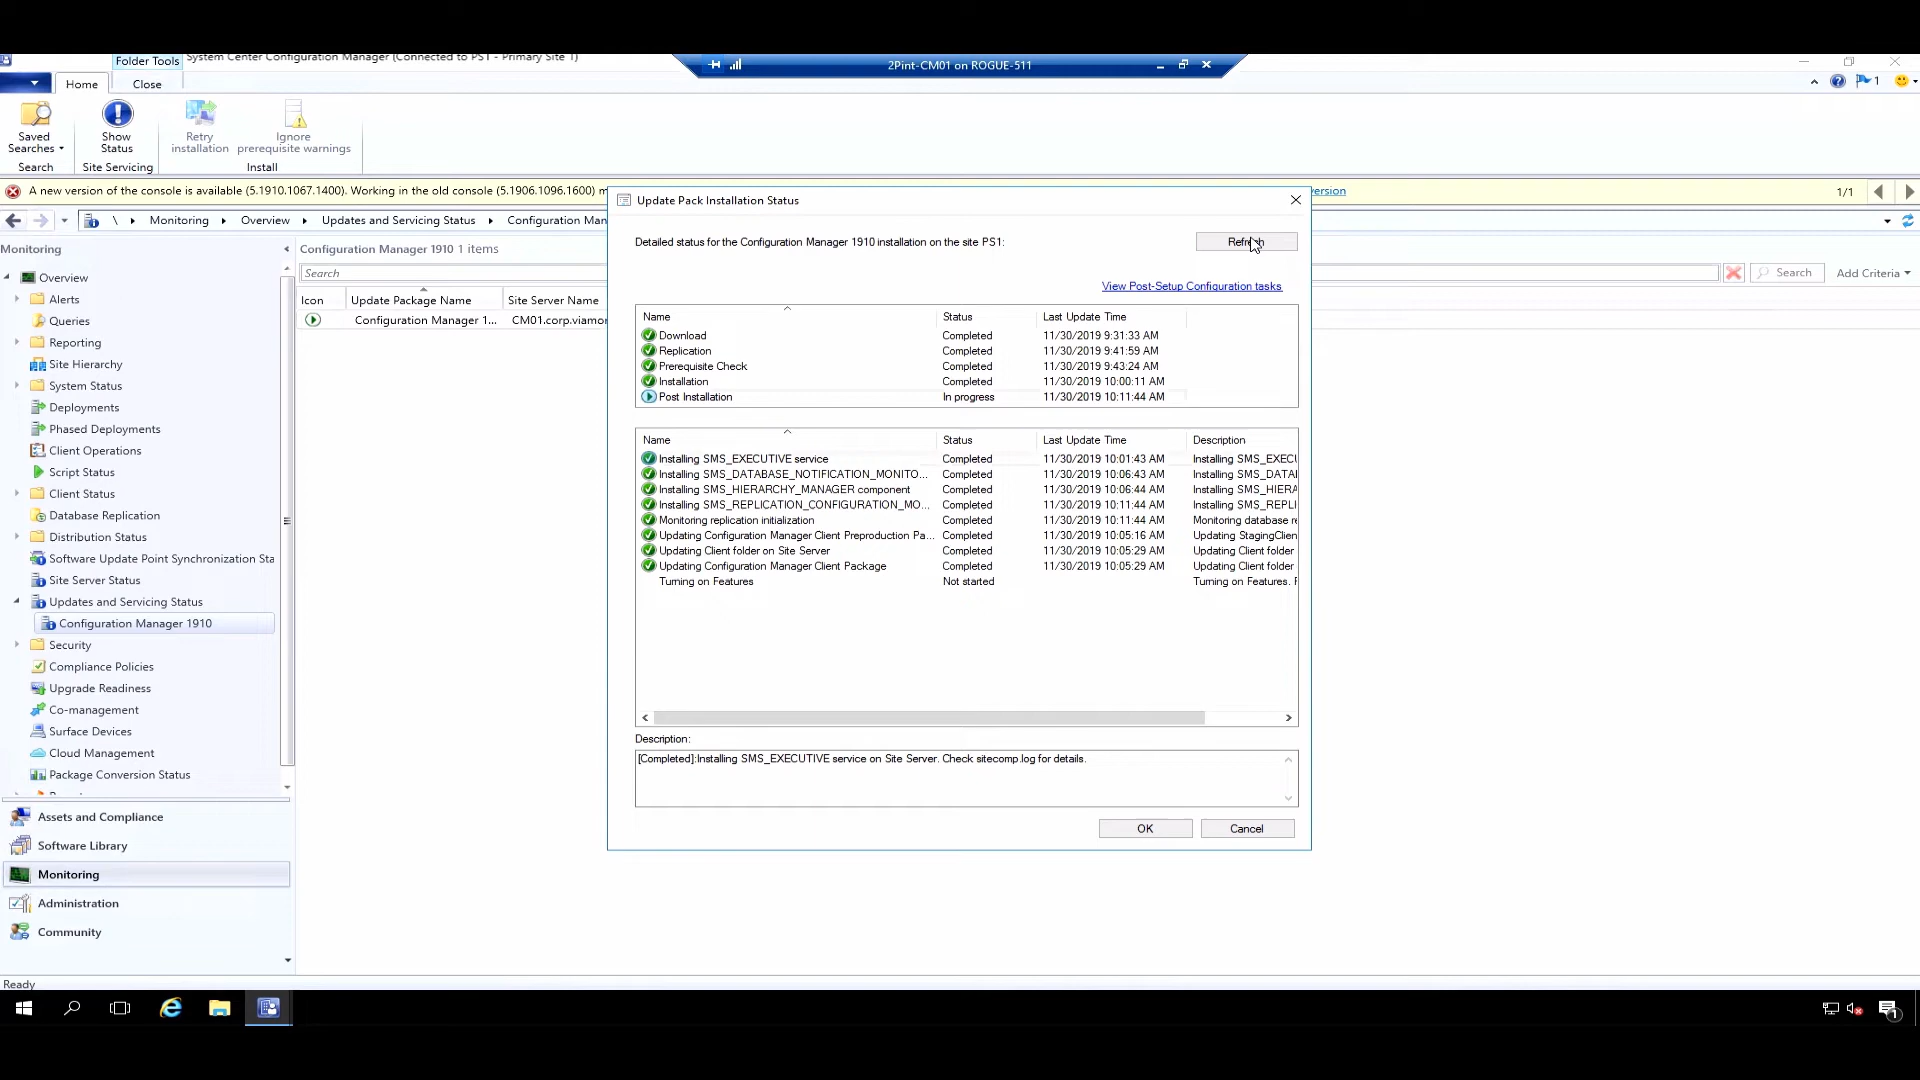 Folder Tools
System Center Configuration Manager (Connected to PS1 - Primary Site 1)
2Pint-CM01 on ROGUE-511
Home
Close
1
Saved Searches
Show Status
Retry installation
Ignore prerequisite warnings
Search
Site Servicing
Install
A new version of the console is available (5.1910.1067.1400). Working in the old console (5.1906.1096.1600) m
version
1/1
\
Monitoring
Overview
Updates and Servicing Status
Configuration Man
Monitoring
Overview
Alerts
Queries
Reporting
Site Hierarchy
System Status
Deployments
Phased Deployments
Client Operations
Script Status
Client Status
Database Replication
Distribution Status
Software Update Point Synchronization Sta
Site Server Status
Updates and Servicing Status
Configuration Manager 1910
Security
Compliance Policies
Upgrade Readiness
Co-management
Surface Devices
Cloud Management
Package Conversion Status
Assets and Compliance
Software Library
Monitoring
Administration
Community
Configuration Manager 1910 1 items
Search
Search
Add Criteria
Icon
Update Package Name
Site Server Name
Configuration Manager 1...
CM01.corp.viamor
Update Pack Installation Status
Detailed status for the Configuration Manager 1910 installation on the site PS1:
Refresh
View Post-Setup Configuration tasks
Name Status Last Update Time
Download Completed 11/30/2019 9:31:33 AM
Replication Completed 11/30/2019 9:41:59 AM
Prerequisite Check Completed 11/30/2019 9:43:24 AM
Installation Completed 11/30/2019 10:00:11 AM
Post Installation In progress 11/30/2019 10:11:44 AM
Name Status Last Update Time Description
Installing SMS_EXECUTIVE service Completed 11/30/2019 10:01:43 AM Installing SMS_EXECU
Installing SMS_DATABASE_NOTIFICATION_MONITO... Completed 11/30/2019 10:06:43 AM Installing SMS_DATA
Installing SMS_HIERARCHY_MANAGER component Completed 11/30/2019 10:06:44 AM Installing SMS_HIERA
Installing SMS_REPLICATION_CONFIGURATION_MO... Completed 11/30/2019 10:11:44 AM Installing SMS_REPLI
Monitoring replication initialization Completed 11/30/2019 10:11:44 AM Monitoring database re
Updating Configuration Manager Client Preproduction Pa... Completed 11/30/2019 10:05:16 AM Updating StagingClien
Updating Client folder on Site Server Completed 11/30/2019 10:05:29 AM Updating Client folder
Updating Configuration Manager Client Package Completed 11/30/2019 10:05:29 AM Updating Client folder
Turning on Features Not started Turning on Features. F
Description:
[Completed]:Installing SMS_EXECUTIVE service on Site Server. Check sitecomp.log for details.
OK
Cancel
Ready
1